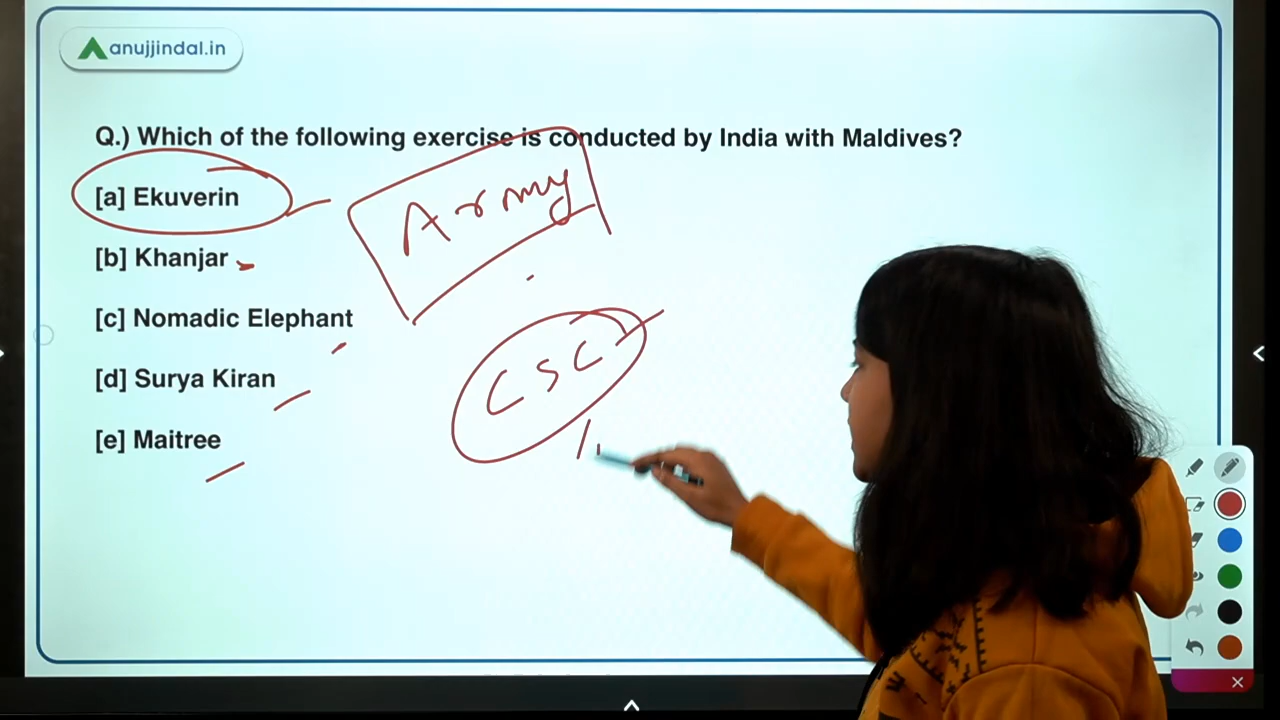 anujjindal.in
Q.) Which of the following exercise is conducted by India with Maldives?
[a] Ekuverin
Army
[b] Khanjar
[c] Nomadic Elephant
CSC
[d] Surya Kiran
[e] Maitree